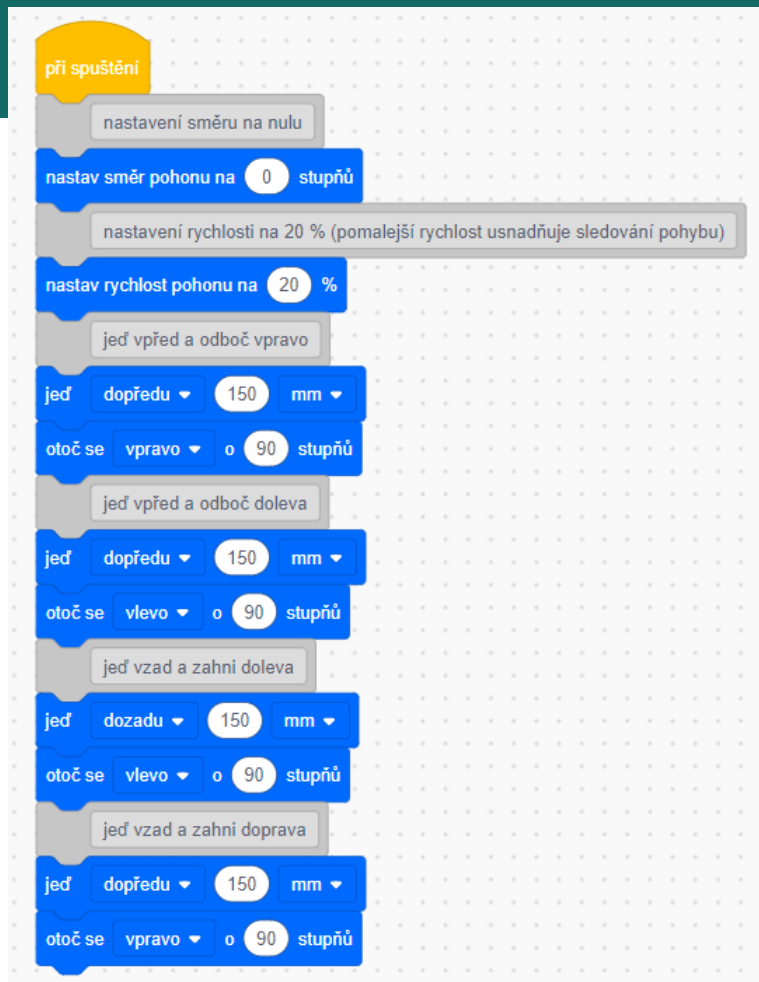 při spuštění
nastavení směru na nulu
nastav směr pohonu na 0 stupňů
nastavení rychlosti na 20 % (pomalejší rychlost usnadňuje sledování pohybu)
nastav rychlost pohonu na 20 %
jeď vpřed a odboč vpravo
jeď dopředu 150 mm
otoč se vpravo o 90 stupňů
jeď vpřed a odboč doleva
jeď dopředu 150 mm
otoč se vlevo o 90 stupňů
jeď vzad a zahni doleva
jeď dozadu 150 mm
otoč se vlevo o 90 stupňů
jeď vzad a zahni doprava
jeď dopředu 150 mm
otoč se vpravo o 90 stupňů